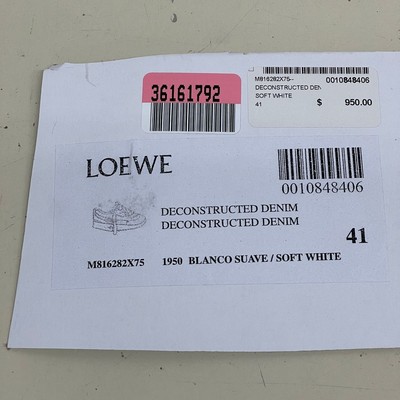 36161792
M816282X75--
0010848406
DECONSTRUCTED DEN
SOFT WHITE
41
$ 950.00
LOEWE
0010848406
DECONSTRUCTED DENIM
DECONSTRUCTED DENIM
41
M816282X75 1950 BLANCO SUAVE / SOFT WHITE